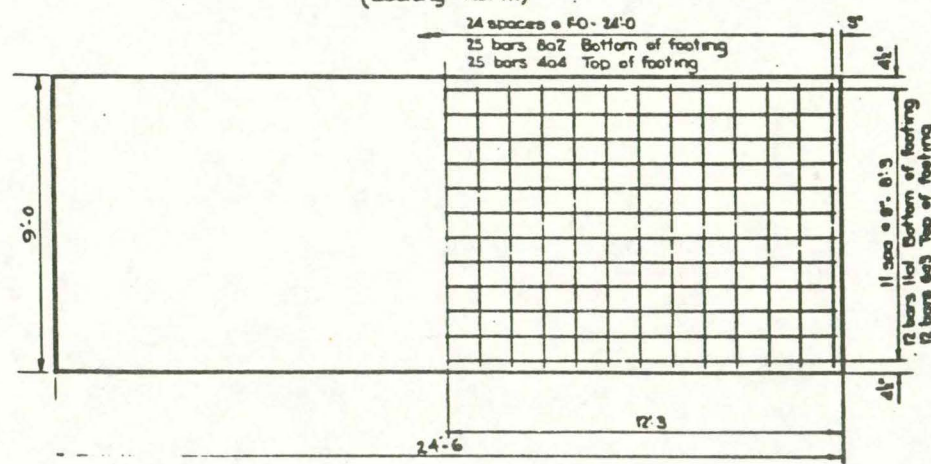 24 spaces @ 1'-0 = 24'-0
3"
25 bars 8a2 Bottom of footing
25 bars 4a4 Top of footing
4½"
9'-0
11 spa @ 9" = 8'-3
12 bars 11a1 Bottom of footing
12 bars 6a3 Top of footing
4½"
12'-3
24'-6